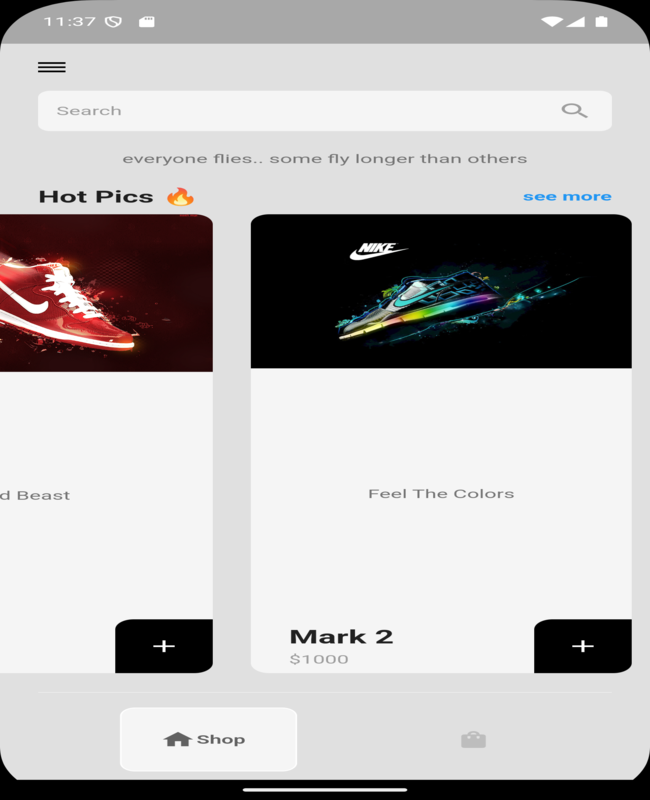 11:37
Search
everyone flies.. some fly longer than others
Hot Pics 🔥
see more
NIKE
d Beast
Feel The Colors
+
Mark 2
$1000
+
Shop